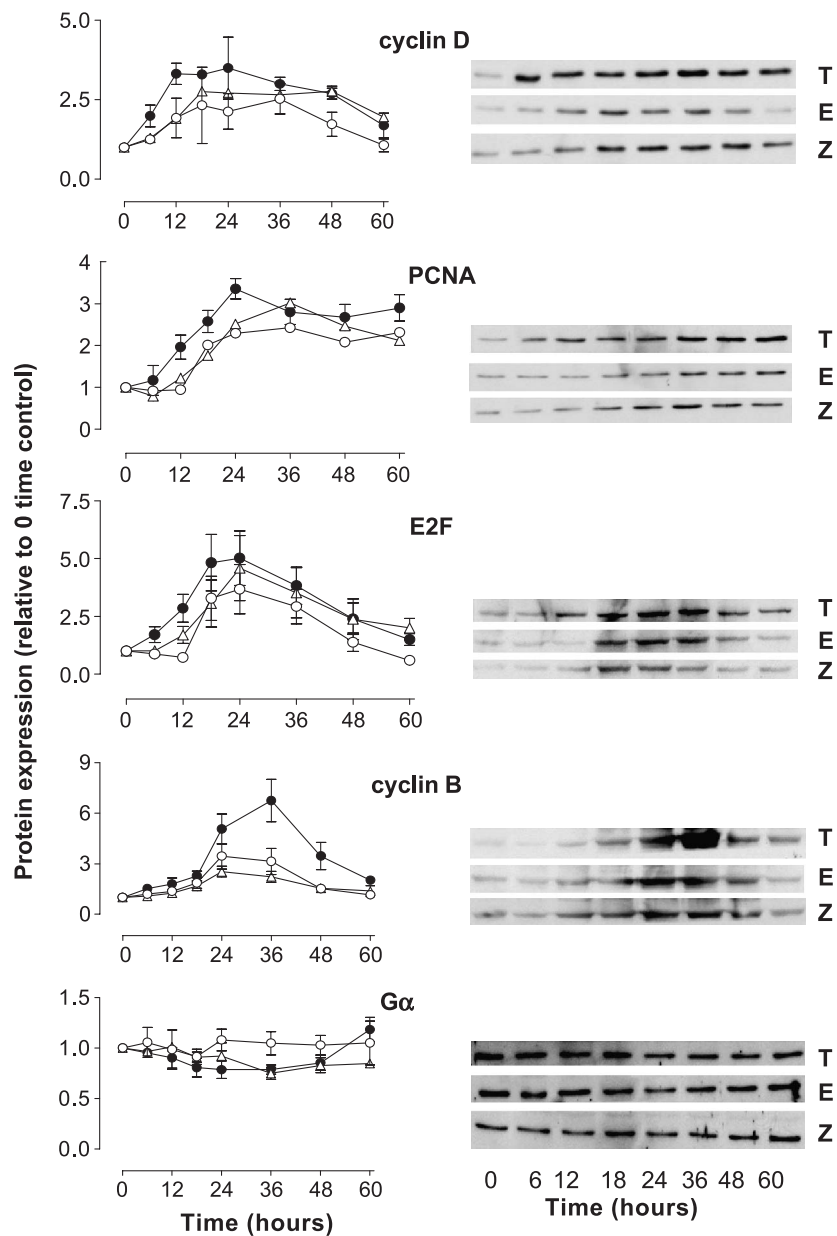 Protein expression (relative to 0 time control)
cyclin D
5.0
2.5
0.0
0 12 24 36 48 60
T
E
Z
PCNA
4
3
2
1
0
0 12 24 36 48 60
T
E
Z
E2F
7.5
5.0
2.5
0.0
0 12 24 36 48 60
T
E
Z
cyclin B
9
6
3
0
0 12 24 36 48 60
T
E
Z
Gα
1.5
1.0
0.5
0.0
0 12 24 36 48 60
Time (hours)
T
E
Z
0 6 12 18 24 36 48 60
Time (hours)